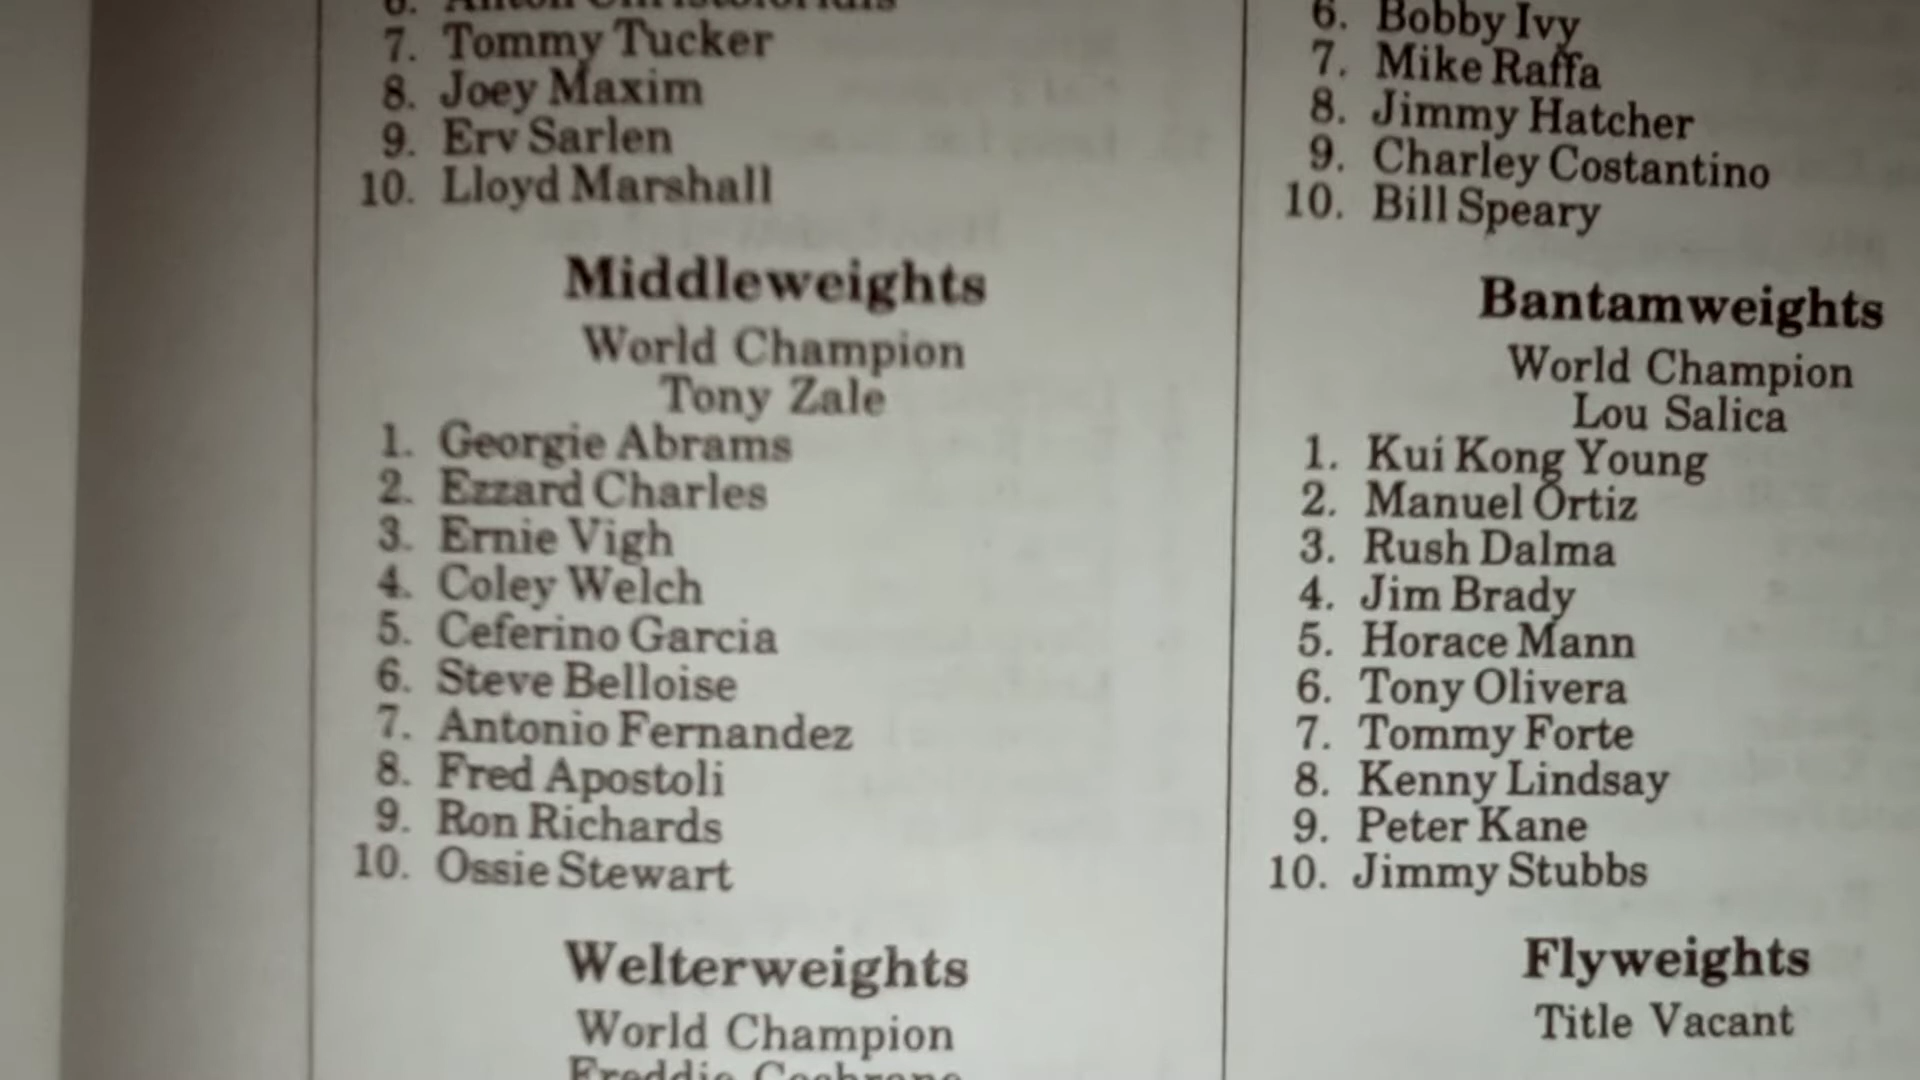 6. Anton Christoforidis
7. Tommy Tucker
8. Joey Maxim
9. Erv Sarlen
10. Lloyd Marshall
Middleweights
World Champion
Tony Zale
1. Georgie Abrams
2. Ezzard Charles
3. Ernie Vigh
4. Coley Welch
5. Ceferino Garcia
6. Steve Belloise
7. Antonio Fernandez
8. Fred Apostoli
9. Ron Richards
10. Ossie Stewart
Welterweights
World Champion
Freddie Cochrane
6. Bobby Ivy
7. Mike Raffa
8. Jimmy Hatcher
9. Charley Costantino
10. Bill Speary
Bantamweights
World Champion
Lou Salica
1. Kui Kong Young
2. Manuel Ortiz
3. Rush Dalma
4. Jim Brady
5. Horace Mann
6. Tony Olivera
7. Tommy Forte
8. Kenny Lindsay
9. Peter Kane
10. Jimmy Stubbs
Flyweights
Title Vacant